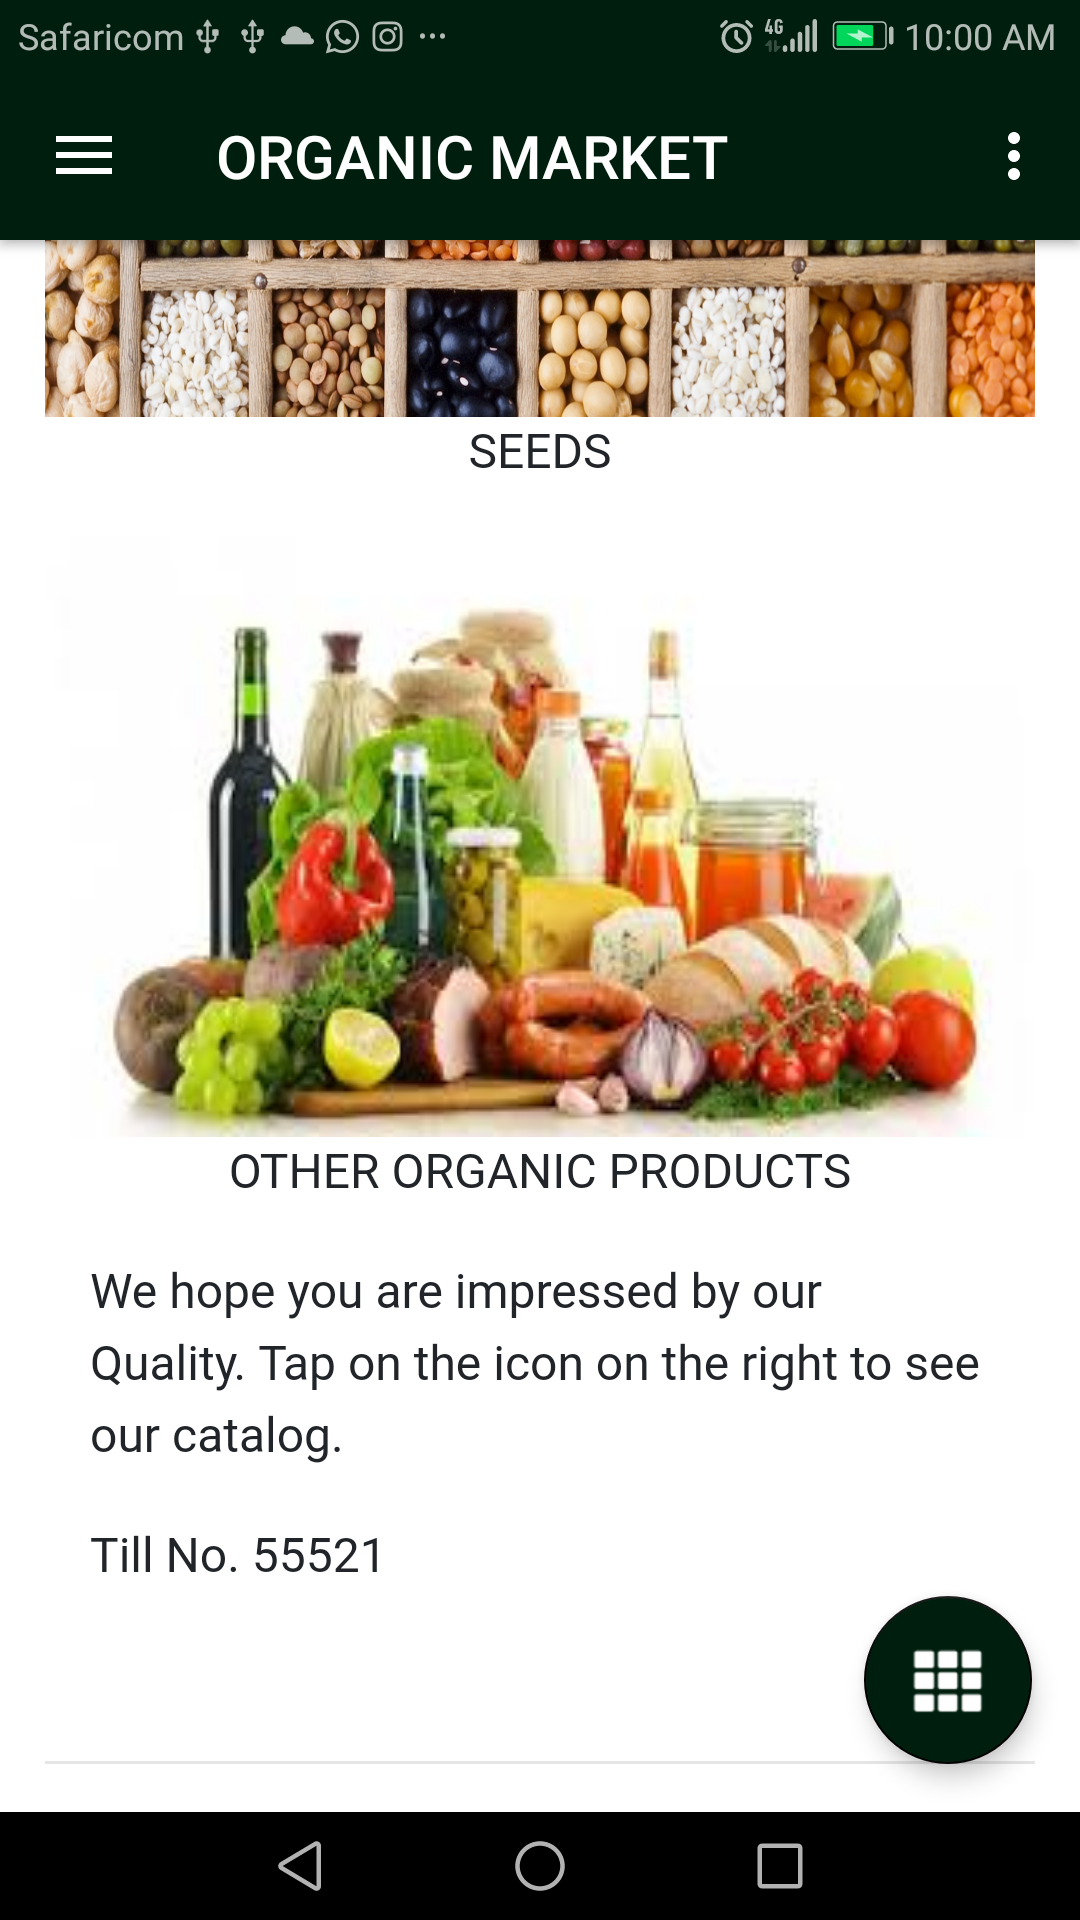 Safaricom 4G 10:00 AM
ORGANIC MARKET
SEEDS
OTHER ORGANIC PRODUCTS
We hope you are impressed by our
Quality. Tap on the icon on the right to see
our catalog.
Till No. 55521